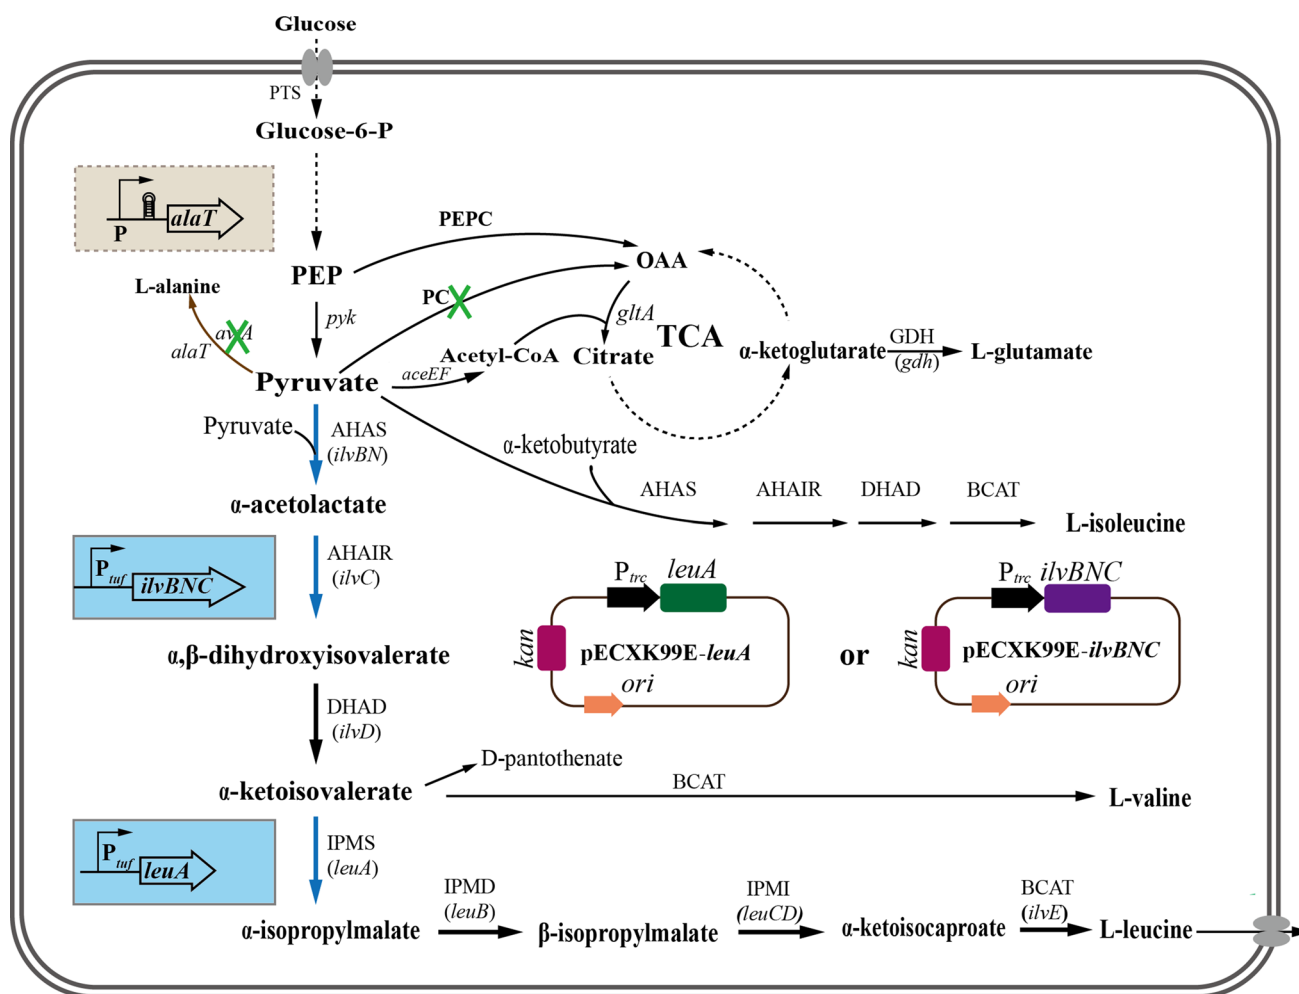 Glucose
PTS
Glucose-6-P
alaT
P
PEPC
OAA
PEP
L-alanine
PC
pyk
gltA
TCA
avtA
alaT
Acetyl-CoA
Citrate
α-ketoglutarate
GDH
(gdh)
L-glutamate
aceEF
Pyruvate
Pyruvate
AHAS
(ilvBN)
α-ketobutyrate
AHAS
AHAIR
DHAD
BCAT
L-isoleucine
α-acetolactate
AHAIR
(ilvC)
Ptuf
ilvBNC
Ptrc leuA
kan
pECXK99E-leuA
ori
or
Ptrc ilvBNC
kan
pECXK99E-ilvBNC
ori
α,β-dihydroxyisovalerate
DHAD
(ilvD)
D-pantothenate
α-ketoisovalerate
BCAT
L-valine
Ptuf
leuA
IPMS
(leuA)
α-isopropylmalate
IPMD
(leuB)
β-isopropylmalate
IPMI
(leuCD)
α-ketoisocaproate
BCAT
(ilvE)
L-leucine